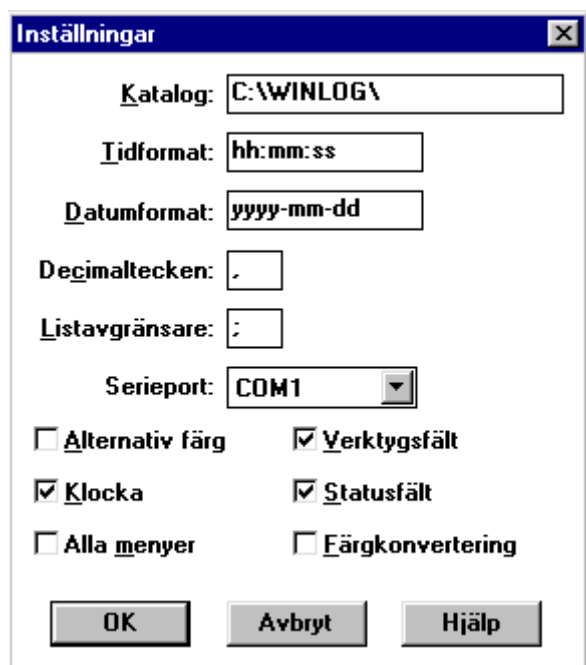 Inställningar
Katalog: C:\WINLOG\
Tidformat: hh:mm:ss
Datumformat: yyyy-mm-dd
Decimaltecken: ,
Listavgränsare: ;
Serieport: COM1
Alternativ färg Verktygsfält
Klocka Statusfält
Alla menyer Färgkonvertering
OK Avbryt Hjälp